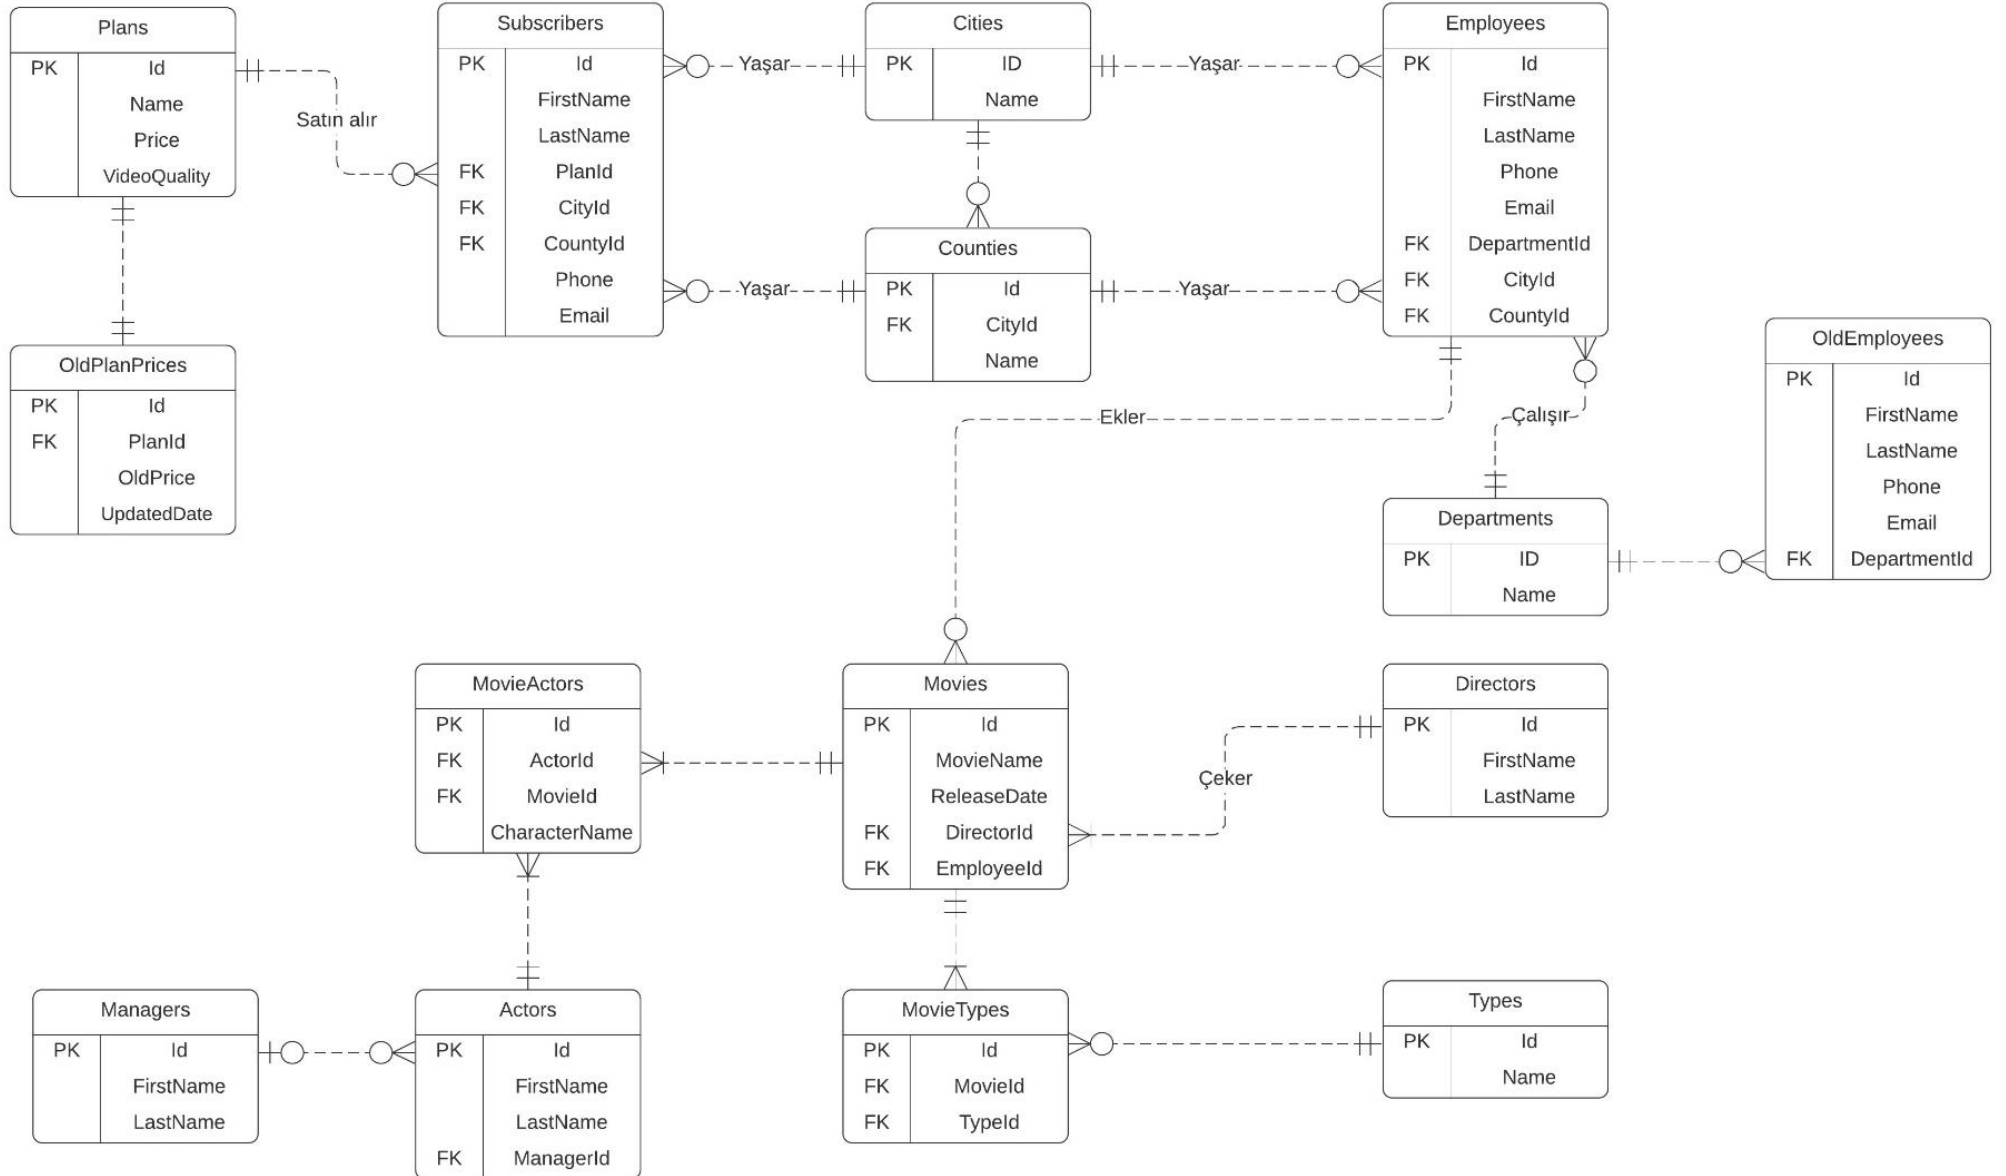 Plans
PK Id
Name
Price
VideoQuality
Satın alır
Subscribers
PK Id
FirstName
LastName
FK PlanId
FK CityId
FK CountyId
Phone
Email
Yaşar
Yaşar
Cities
PK ID
Name
Counties
PK Id
FK CityId
Name
Yaşar
Yaşar
Employees
PK Id
FirstName
LastName
Phone
Email
FK DepartmentId
FK CityId
FK CountyId
OldPlanPrices
PK Id
FK PlanId
OldPrice
UpdatedDate
Ekler
Çalışır
Departments
PK ID
Name
OldEmployees
PK Id
FirstName
LastName
Phone
Email
FK DepartmentId
MovieActors
PK Id
FK ActorId
FK MovieId
CharacterName
Movies
PK Id
MovieName
ReleaseDate
FK DirectorId
FK EmployeeId
Çeker
Directors
PK Id
FirstName
LastName
Managers
PK Id
FirstName
LastName
Actors
PK Id
FirstName
LastName
FK ManagerId
MovieTypes
PK Id
FK MovieId
FK TypeId
Types
PK Id
Name